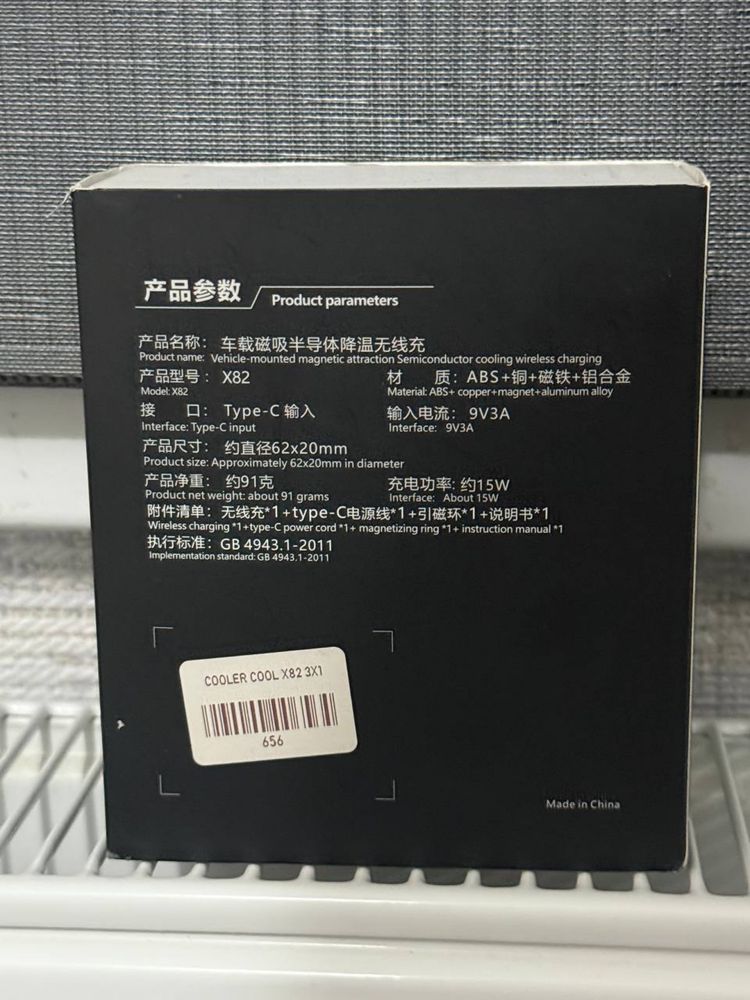 产品参数
Product parameters
产品名称: 车载磁吸半导体降温无线充
Product name: Vehicle-mounted magnetic attraction Semiconductor cooling wireless charging
产品型号: X82 材 质: ABS+铜+磁铁+铝合金
Model: X82 Material: ABS+ copper+magnet+aluminum alloy
接 口: Type-C 输入 输入电流: 9V3A
Interface: Type-C input Interface: 9V3A
产品尺寸: 约直径62x20mm
Product size: Approximately 62x20mm in diameter
产品净重: 约91克 充电功率: 约15W
Product net weight: about 91 grams Interface: About 15W
附件清单: 无线充*1+type-C电源线*1+引磁环*1+说明书*1
Wireless charging *1+type-C power cord *1+ magnetizing ring *1+ instruction manual *1
执行标准: GB 4943.1-2011
Implementation standard: GB 4943.1-2011
COOLER COOL X82 3X1
656
Made in China